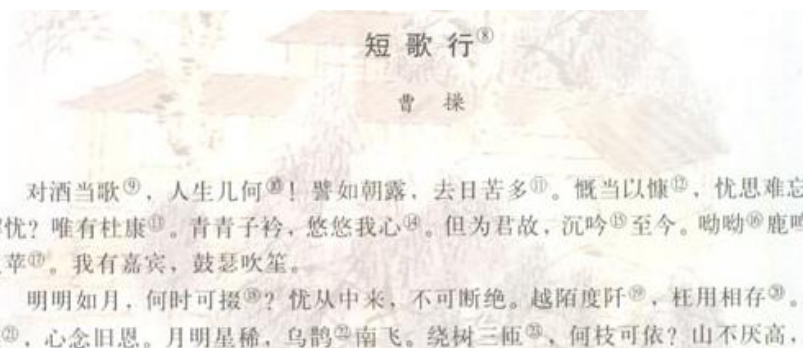 短歌行⑧
曹操
对酒当歌⑨，人生几何⑩！譬如朝露，去日苦多⑪。慨当以慷⑫，忧思难忘
忧？唯有杜康⑬。青青子衿，悠悠我心⑭。但为君故，沉吟⑮至今。呦呦⑯鹿
苹⑰。我有嘉宾，鼓瑟吹笙。
明明如月，何时可掇⑱？忧从中来，不可断绝。越陌度阡⑲，枉用相存⑳。
㉑，心念旧恩。月明星稀，乌鹊㉒南飞。绕树三匝㉓，何枝可依？山不厌高，